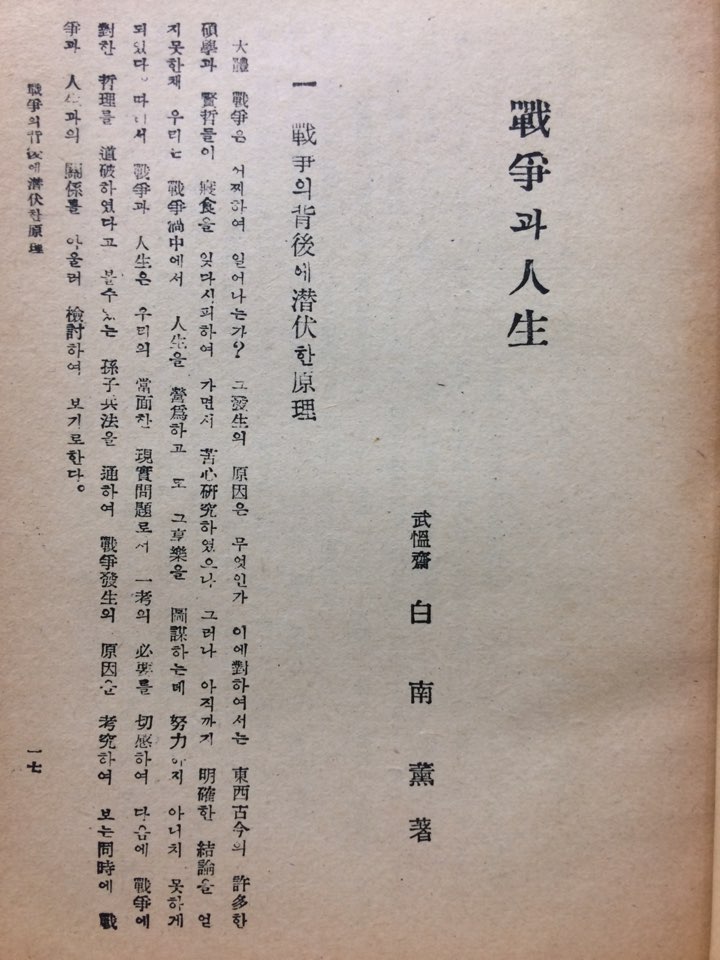 戰爭과 人生
武慍齋 白南薰著
一 戰爭의 背後에 潜伏한 原理
大體 戰爭은 어찌하여 일어나는가? 그 發生의 原因은 무엇인가 이에 對하여서는 東西古今의 許多한
碩學과 賢哲들이 寢食을 잊다시피하여 가면서 苦心硏究하였으나 그러나 아직까지 明確한 結論을 얻
지못한채 우리는 戰爭渦中에서 人生을 營爲하고 또 그 享樂을 圖謀하는데 努力하지 아니치 못하게
되었다。 따라서 戰爭과 人生은 우리의 當面한 現實問題로서 一考의 必要를 切感하여 다음에 戰爭에
對한 哲理를 道破하였다고 볼수있는 孫子兵法을 通하여 戰爭發生의 原因을 考究하여 보는同時에 戰
爭과 人生과의 關係를 아울러 檢討하여 보기로한다。
戰爭의 背後에 潜伏한 原理
一七